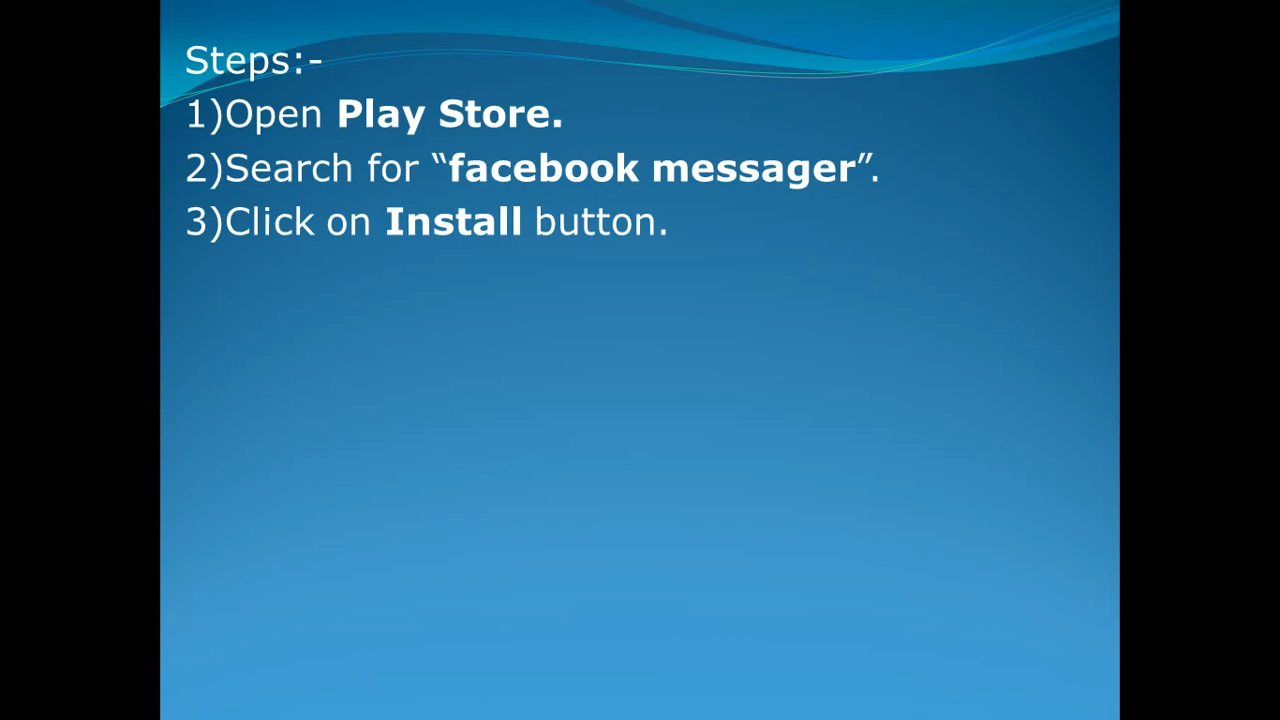 Steps:-
1)Open Play Store.
2)Search for “facebook messager”.
3)Click on Install button.